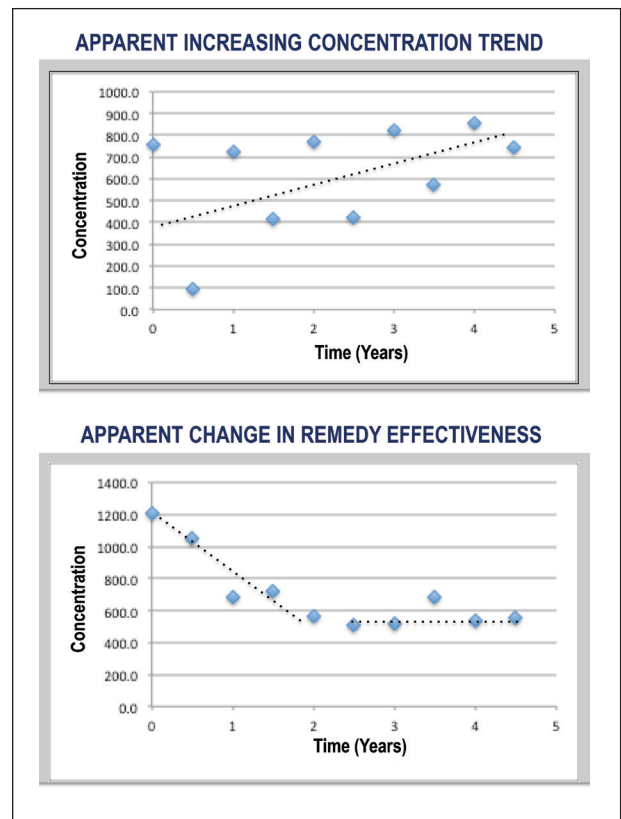 APPARENT INCREASING CONCENTRATION TREND
1000.0
900.0
800.0
700.0
600.0
500.0
400.0
300.0
200.0
100.0
0.0
Concentration
0 1 2 3 4 5
Time (Years)
APPARENT CHANGE IN REMEDY EFFECTIVENESS
1400.0
1200.0
1000.0
800.0
600.0
400.0
200.0
0.0
Concentration
0 1 2 3 4 5
Time (Years)